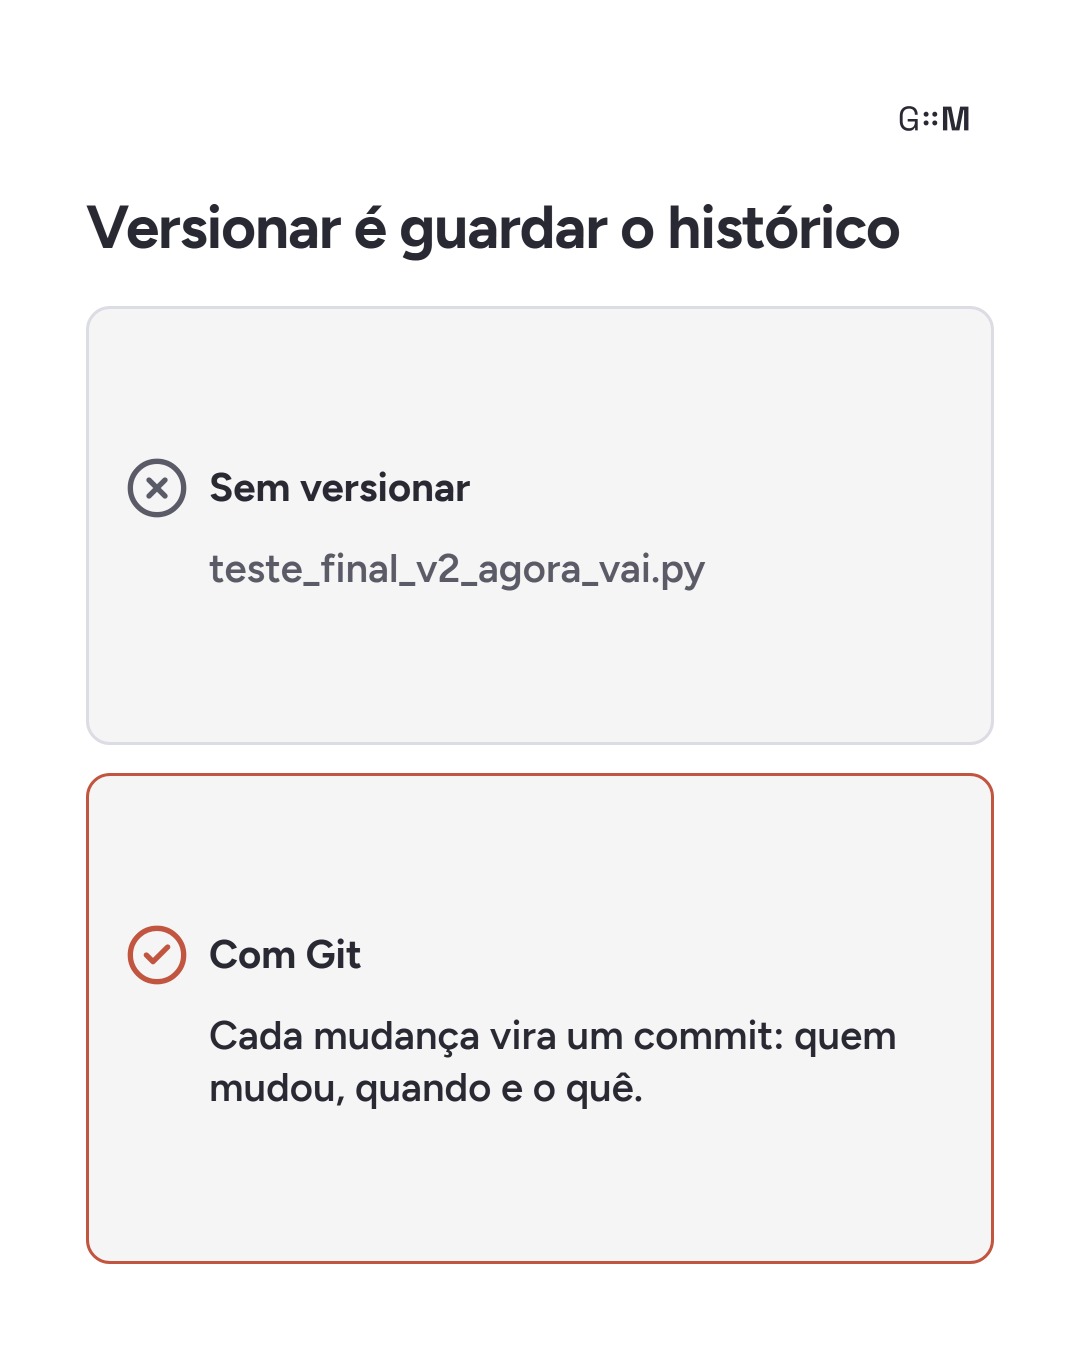 G::M
Versionar é guardar o histórico
Sem versionar
teste_final_v2_agora_vai.py
Com Git
Cada mudança vira um commit: quem
mudou, quando e o quê.